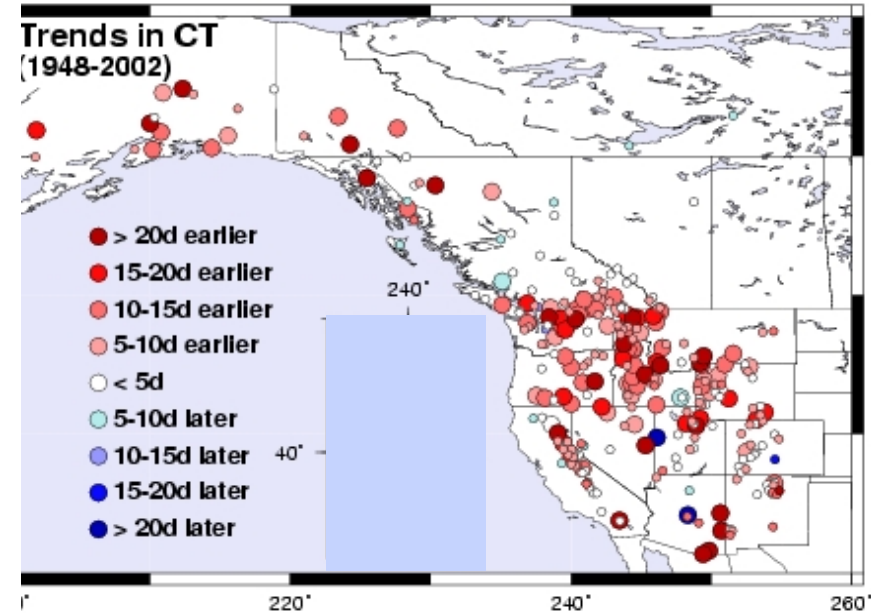 Trends in CT
(1948-2002)
> 20d earlier
15-20d earlier
10-15d earlier
5-10d earlier
< 5d
5-10d later
10-15d later
15-20d later
> 20d later
240°
40°
°
220°
240°
260°